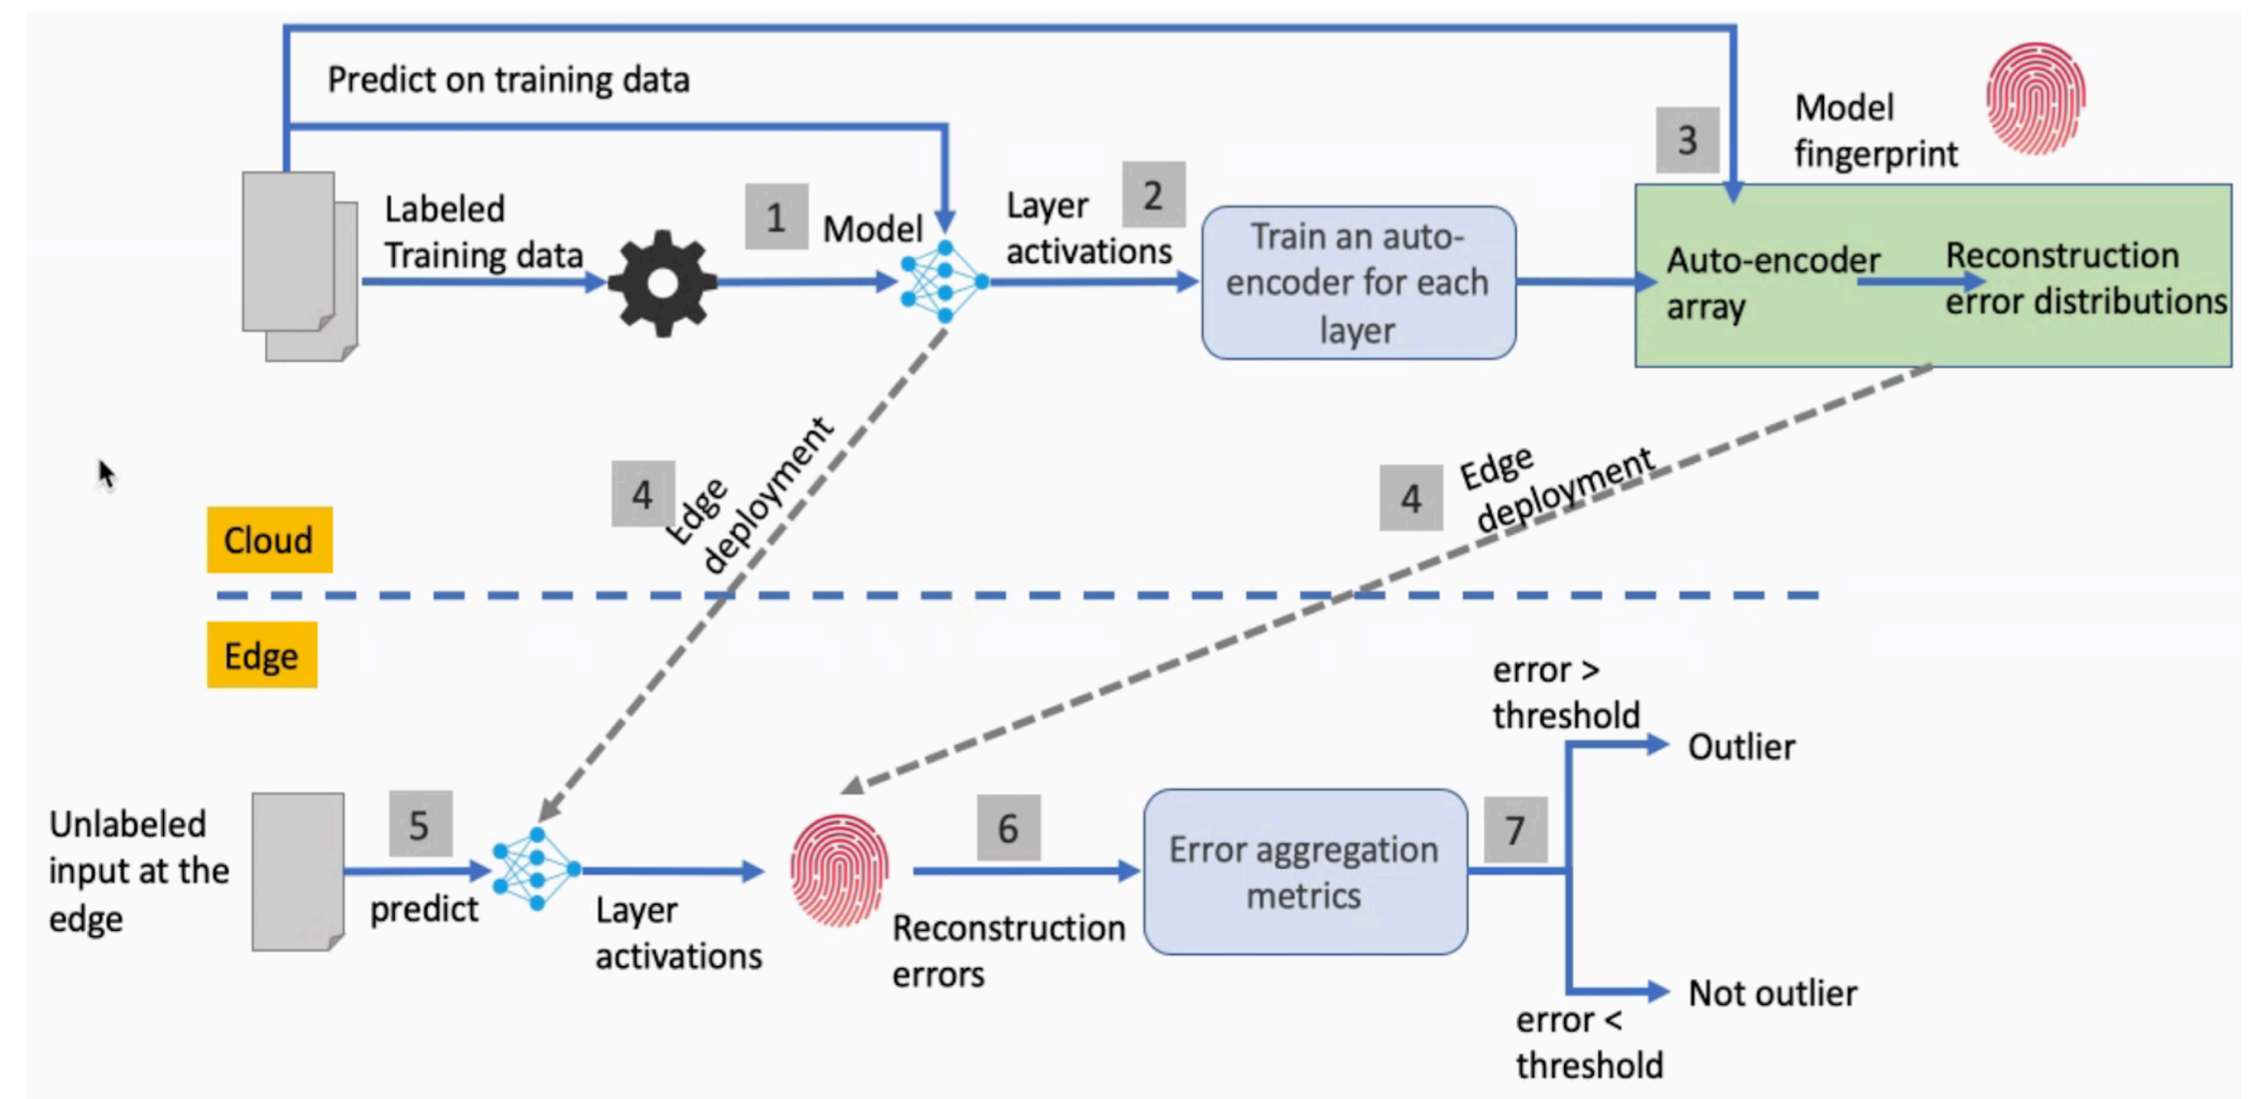 Predict on training data
Model
fingerprint
3
Labeled
Training data
1
Model
Layer
activations
2
Train an auto-
encoder for each
layer
Auto-encoder
array
Reconstruction
error distributions
4
Edge
deployment
4
Edge
deployment
Cloud
Edge
Unlabeled
input at the
edge
5
predict
Layer
activations
6
Reconstruction
errors
Error aggregation
metrics
7
error >
threshold
Outlier
Not outlier
error <
threshold